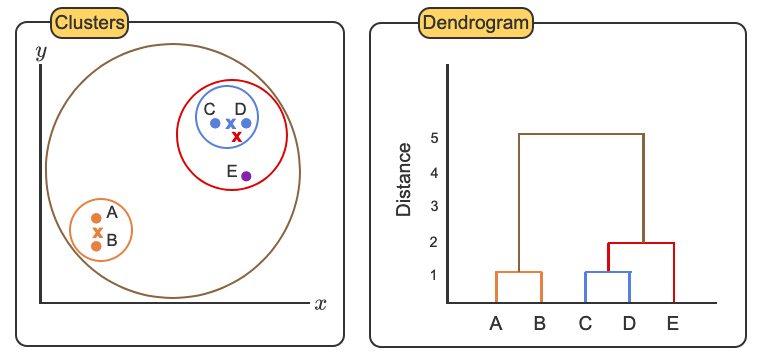 Clusters
y
C D
x
x
E
A
x
B
x
Dendrogram
Distance
5
4
3
2
1
A B C D E